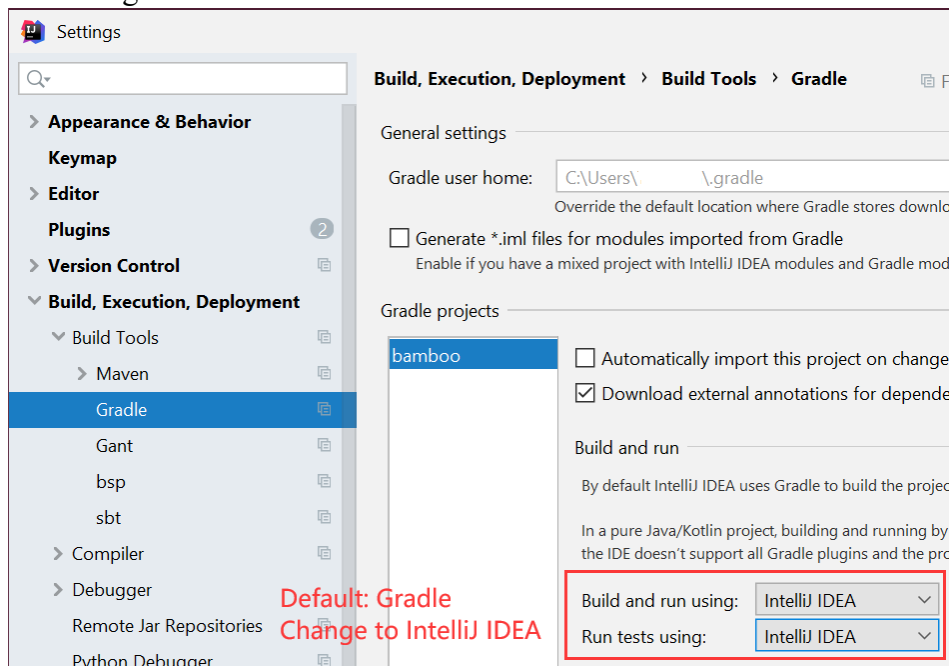 Settings
Build, Execution, Deployment › Build Tools › Gradle
Appearance & Behavior
Keymap
Editor
Plugins 2
Version Control
Build, Execution, Deployment
Build Tools
Maven
Gradle
Gant
bsp
sbt
Compiler
Debugger
Remote Jar Repositories
Python Debugger
General settings
Gradle user home: C:\Users\ \.gradle
Override the default location where Gradle stores downlo
Generate *.iml files for modules imported from Gradle
Enable if you have a mixed project with IntelliJ IDEA modules and Gradle mod
Gradle projects
bamboo
Automatically import this project on change
Download external annotations for depende
Build and run
By default IntelliJ IDEA uses Gradle to build the projec
In a pure Java/Kotlin project, building and running by
the IDE doesn't support all Gradle plugins and the pro
Build and run using: IntelliJ IDEA
Run tests using: IntelliJ IDEA
Default: Gradle
Change to IntelliJ IDEA